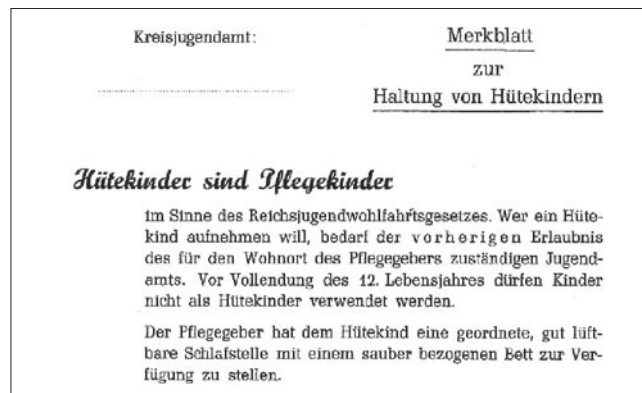 Kreisjugendamt:
Merkblatt
zur
Haltung von Hütekindern
Hütekinder sind Pflegekinder
im Sinne des Reichsjugendwohlfahrtsgesetzes. Wer ein Hüte-
kind aufnehmen will, bedarf der vorherigen Erlaubnis
des für den Wohnort des Pflegegebers zuständigen Jugend-
amts. Vor Vollendung des 12. Lebensjahres dürfen Kinder
nicht als Hütekinder verwendet werden.
Der Pflegegeber hat dem Hütekind eine geordnete, gut lüft-
bare Schlafstelle mit einem sauber bezogenen Bett zur Ver-
fügung zu stellen.